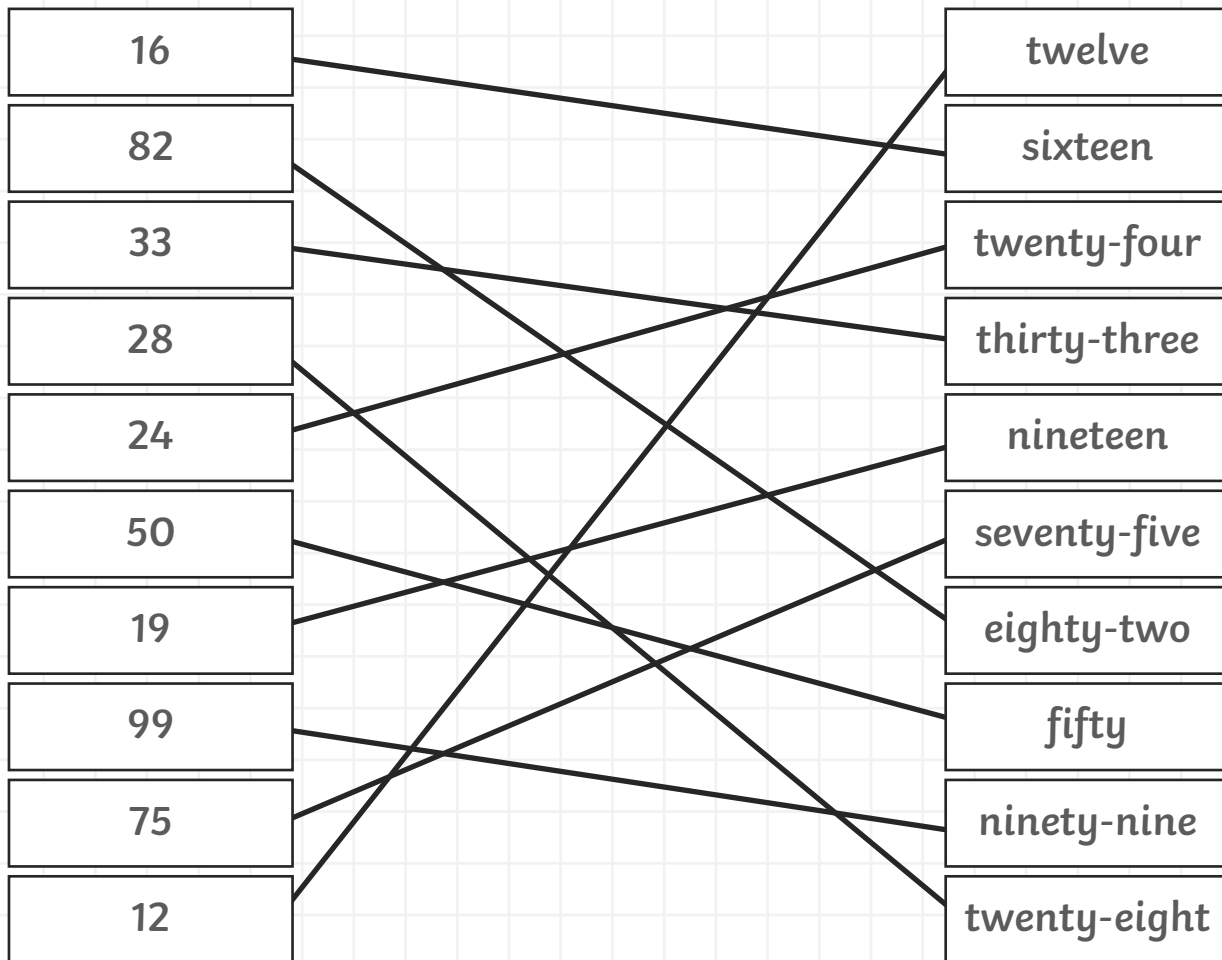 16
82
33
28
24
50
19
99
75
12
twelve
sixteen
twenty-four
thirty-three
nineteen
seventy-five
eighty-two
fifty
ninety-nine
twenty-eight